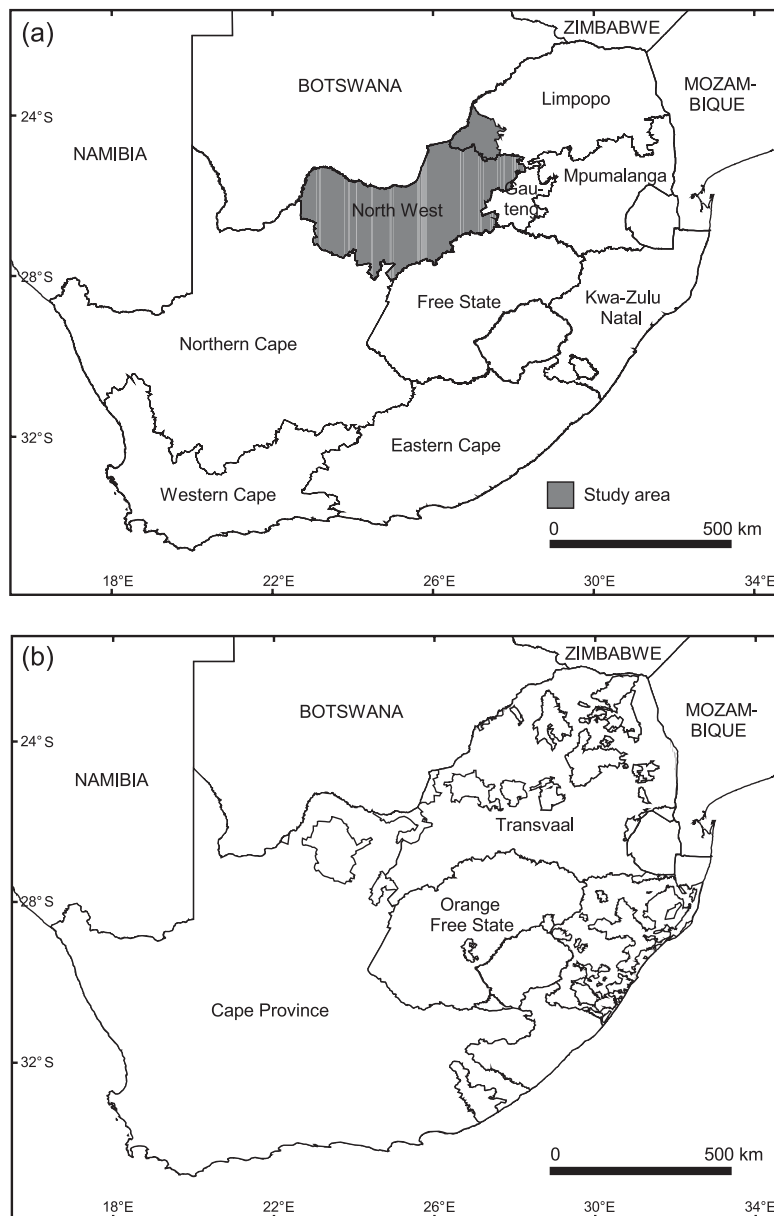 (a)
ZIMBABWE
BOTSWANA
MOZAM-
BIQUE
Limpopo
24°S
NAMIBIA
Mpumalanga
Gau-
teng
North West
28°S
Free State
Kwa-Zulu
Natal
Northern Cape
32°S
Eastern Cape
Western Cape
Study area
0 500 km
18°E 22°E 26°E 30°E 34°E
(b)
ZIMBABWE
BOTSWANA
MOZAM-
BIQUE
24°S
NAMIBIA
Transvaal
28°S
Orange
Free State
Cape Province
32°S
0 500 km
18°E 22°E 26°E 30°E 34°E